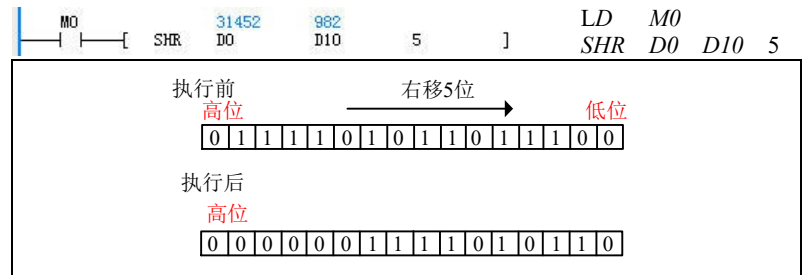 M0 31452 982 LD M0
[ SHR D0 D10 5 ] SHR D0 D10 5
执行前 右移5位
高位 低位
0 1 1 1 1 0 1 0 1 1 0 1 1 1 0 0
执行后
高位
0 0 0 0 0 0 1 1 1 1 0 1 0 1 1 0